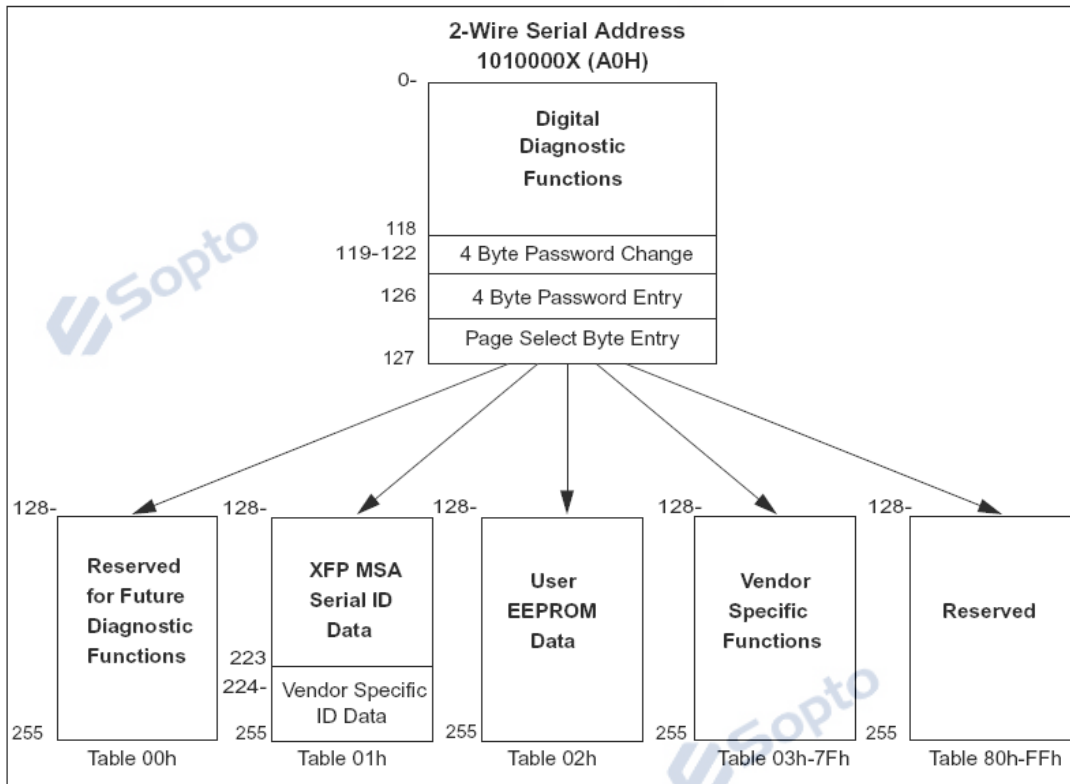 2-Wire Serial Address
1010000X (A0H)
0-
Digital
Diagnostic
Functions
118
119-122
4 Byte Password Change
126
4 Byte Password Entry
Page Select Byte Entry
127
Sopto
128-
Reserved
for Future
Diagnostic
Functions
255
Table 00h
128-
XFP MSA
Serial ID
Data
223
224-
Vendor Specific
ID Data
255
Table 01h
128-
User
EEPROM
Data
255
Table 02h
128-
Vendor
Specific
Functions
255
Table 03h-7Fh
128-
Reserved
255
Table 80h-FFh
Sopto